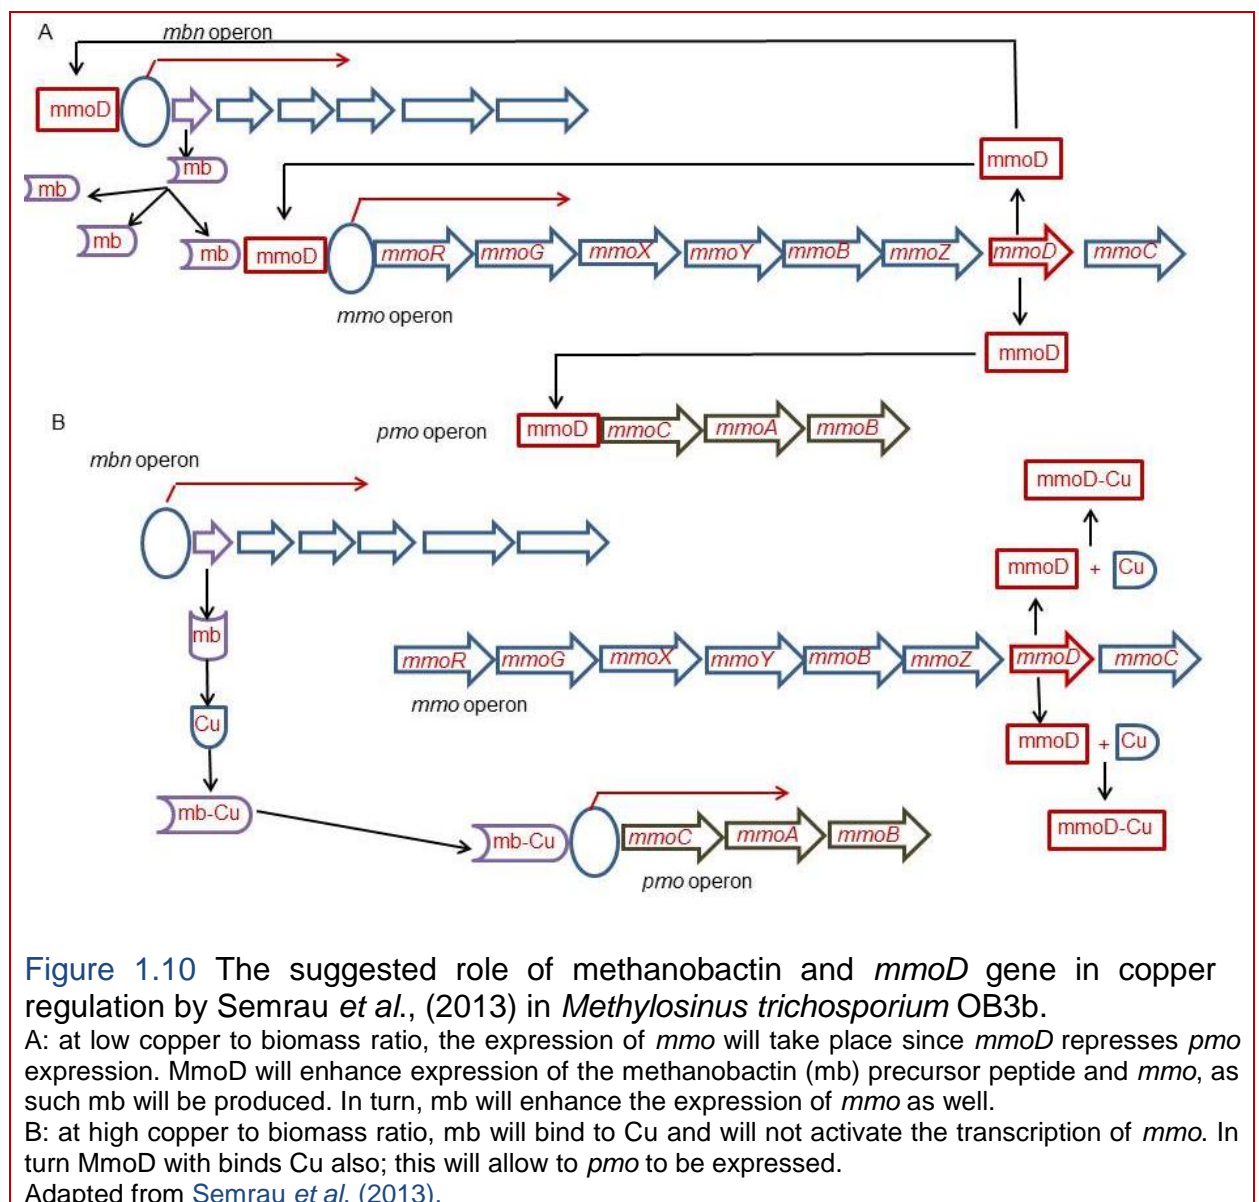 A
mbn operon
mmoD
mb
mb
mb
mb
mmoD
mmoD
mmoR
mmoG
mmoX
mmoY
mmoB
mmoZ
mmoD
mmoC
mmo operon
mmoD
B
pmo operon
mmoD
mmoC
mmoA
mmoB
mbn operon
mmoD-Cu
mmoD + Cu
mb
mmoR
mmoG
mmoX
mmoY
mmoB
mmoZ
mmoD
mmoC
mmo operon
Cu
mmoD + Cu
mb-Cu
mb-Cu
mmoC
mmoA
mmoB
mmoD-Cu
pmo operon
Figure 1.10 The suggested role of methanobactin and mmoD gene in copper
regulation by Semrau et al., (2013) in Methylosinus trichosporium OB3b.
A: at low copper to biomass ratio, the expression of mmo will take place since mmoD represses pmo
expression. MmoD will enhance expression of the methanobactin (mb) precursor peptide and mmo, as
such mb will be produced. In turn, mb will enhance the expression of mmo as well.
B: at high copper to biomass ratio, mb will bind to Cu and will not activate the transcription of mmo. In
turn MmoD with binds Cu also; this will allow to pmo to be expressed.
Adapted from Semrau et al. (2013).